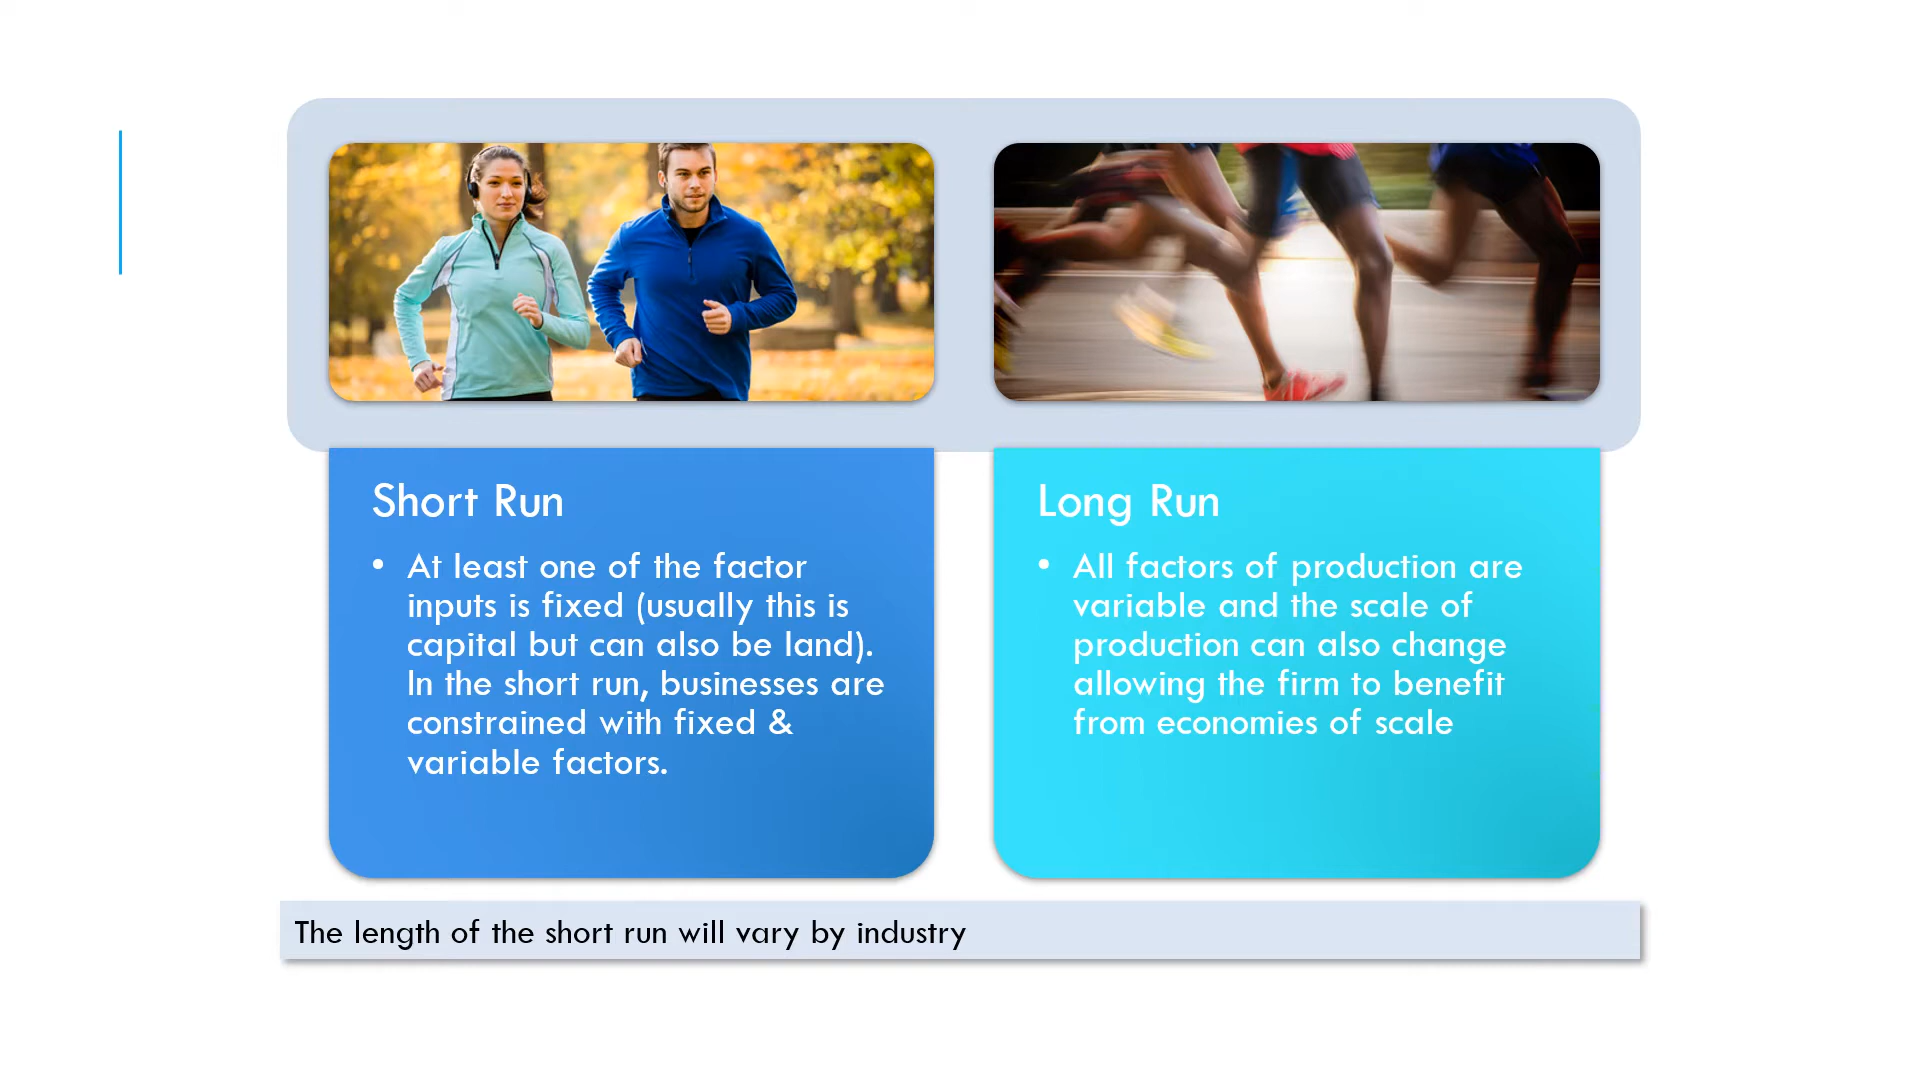 Short Run
• At least one of the factor
inputs is fixed (usually this is
capital but can also be land).
In the short run, businesses are
constrained with fixed &
variable factors.
Long Run
• All factors of production are
variable and the scale of
production can also change
allowing the firm to benefit
from economies of scale
The length of the short run will vary by industry